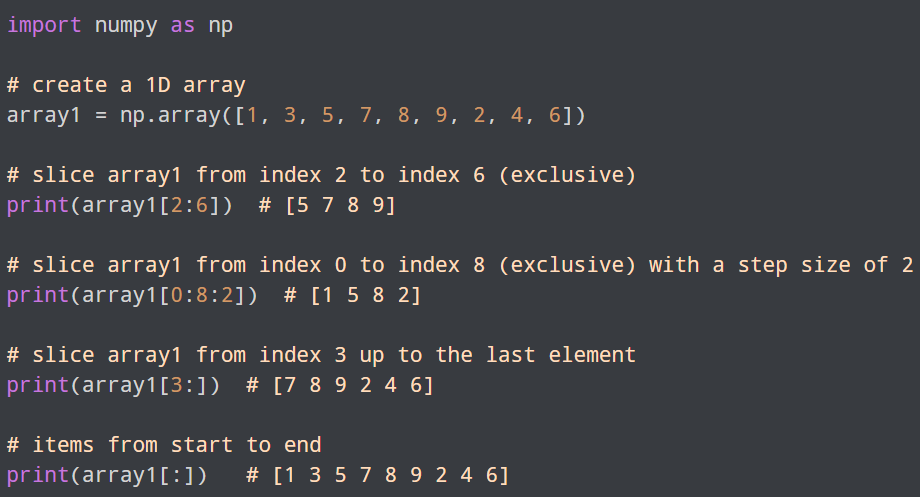 import numpy as np
# create a 1D array
array1 = np.array([1, 3, 5, 7, 8, 9, 2, 4, 6])
# slice array1 from index 2 to index 6 (exclusive)
print(array1[2:6])  # [5 7 8 9]
# slice array1 from index 0 to index 8 (exclusive) with a step size of 2
print(array1[0:8:2])  # [1 5 8 2]
# slice array1 from index 3 up to the last element
print(array1[3:])  # [7 8 9 2 4 6]
# items from start to end
print(array1[:])   # [1 3 5 7 8 9 2 4 6]